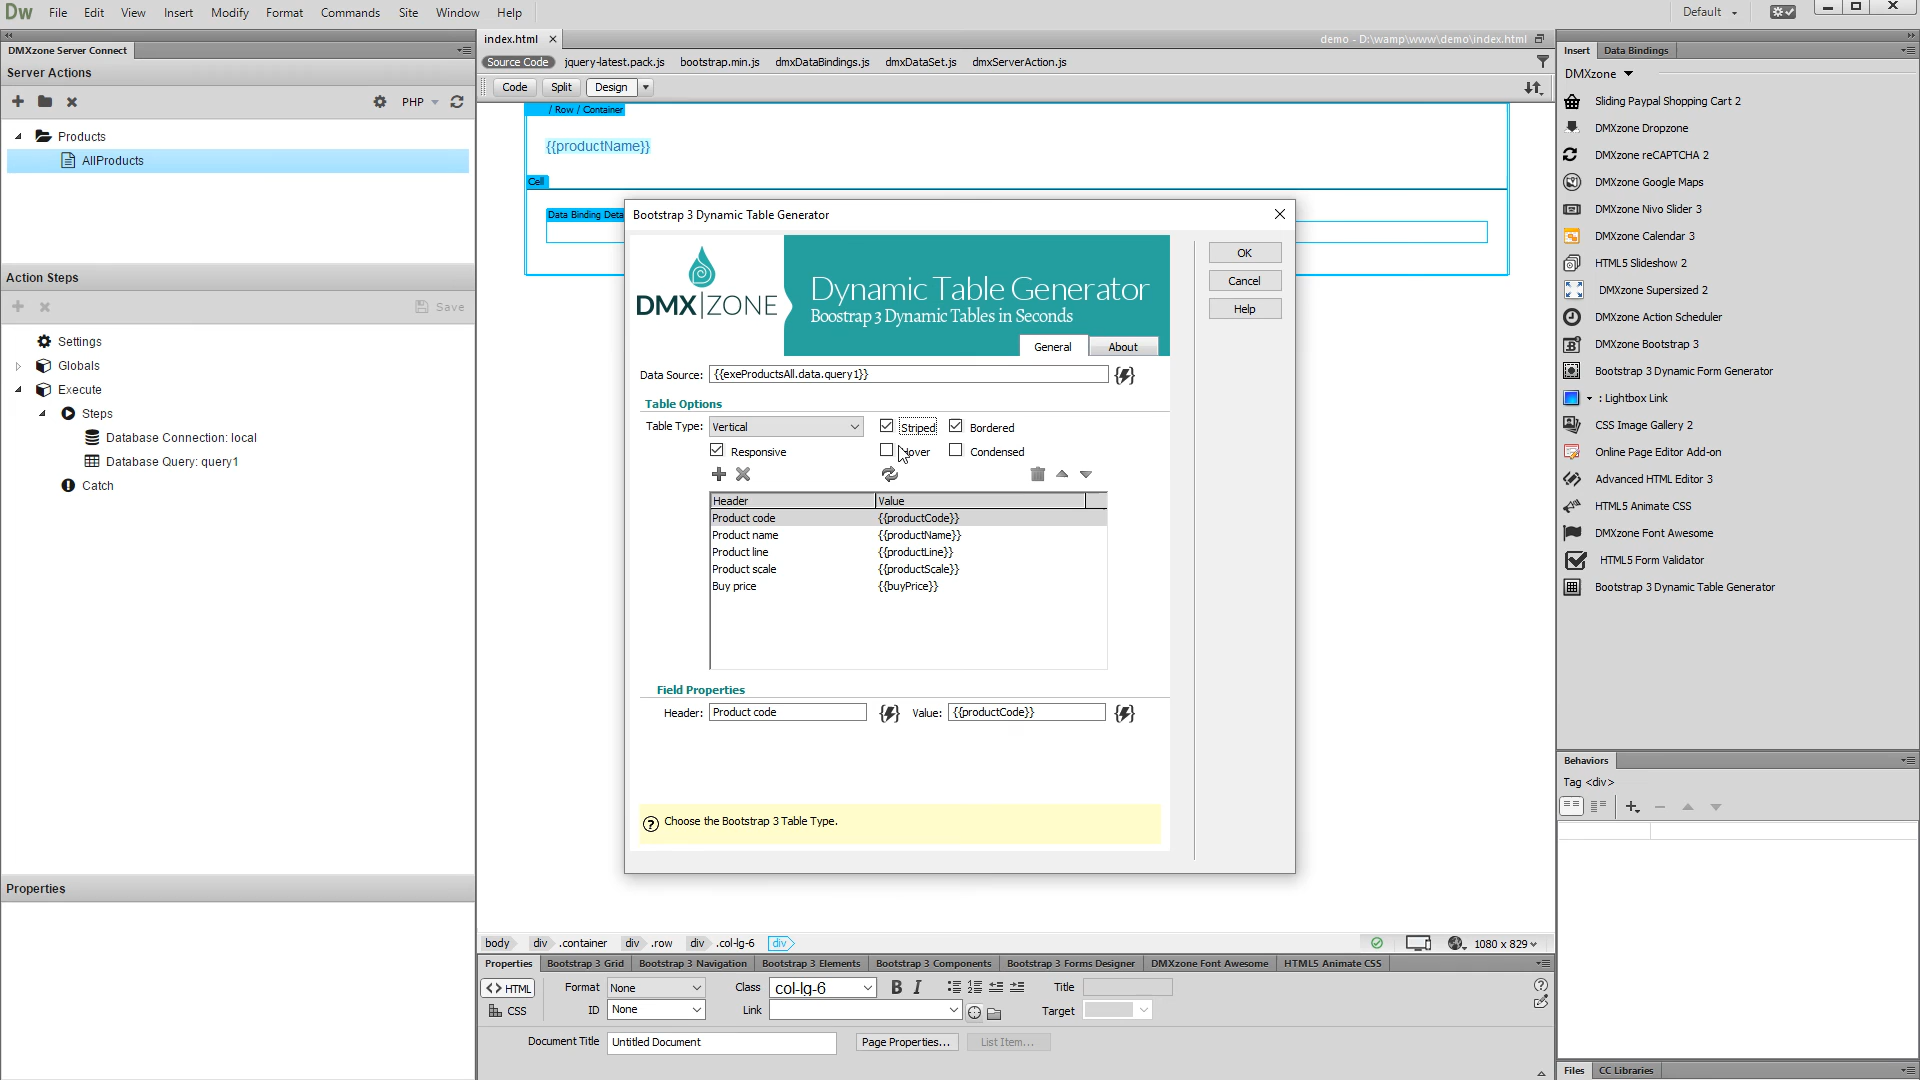 Dw File Edit View Insert Modify Format Commands Site Window Help Default
DMXzone Server Connect
Server Actions
PHP
Products
AllProducts
Action Steps
Save
Settings
Globals
Execute
Steps
Database Connection: local
Database Query: query1
Catch
Properties
index.html demo - D:\wamp\www\demo\index.html
Source Code jquery-latest.pack.js bootstrap.min.js dmxDataBindings.js dmxDataSet.js dmxServerAction.js
Code Split Design
/ Row / Container
{{productName}}
Cell
Data Binding Deta
Bootstrap 3 Dynamic Table Generator
DMX|ZONE
Dynamic Table Generator
Boostrap 3 Dynamic Tables in Seconds
General About
OK
Cancel
Help
Data Source: {{exeProductsAll.data.query1}}
Table Options
Table Type: Vertical Striped Bordered
Responsive over Condensed
Header Value
Product code {{productCode}}
Product name {{productName}}
Product line {{productLine}}
Product scale {{productScale}}
Buy price {{buyPrice}}
Field Properties
Header: Product code Value: {{productCode}}
? Choose the Bootstrap 3 Table Type.
body div .container div .row div .col-lg-6 div 1080 x 829
Properties Bootstrap 3 Grid Bootstrap 3 Navigation Bootstrap 3 Elements Bootstrap 3 Components Bootstrap 3 Forms Designer DMXzone Font Awesome HTML5 Animate CSS
<> HTML Format None Class col-lg-6 B I Title
CSS ID None Link Target
Document Title Untitled Document Page Properties... List Item...
Insert Data Bindings
DMXzone
Sliding Paypal Shopping Cart 2
DMXzone Dropzone
DMXzone reCAPTCHA 2
DMXzone Google Maps
DMXzone Nivo Slider 3
DMXzone Calendar 3
HTML5 Slideshow 2
DMXzone Supersized 2
DMXzone Action Scheduler
DMXzone Bootstrap 3
Bootstrap 3 Dynamic Form Generator
: Lightbox Link
CSS Image Gallery 2
Online Page Editor Add-on
Advanced HTML Editor 3
HTML5 Animate CSS
DMXzone Font Awesome
HTML5 Form Validator
Bootstrap 3 Dynamic Table Generator
Behaviors
Tag <div>
Files CC Libraries